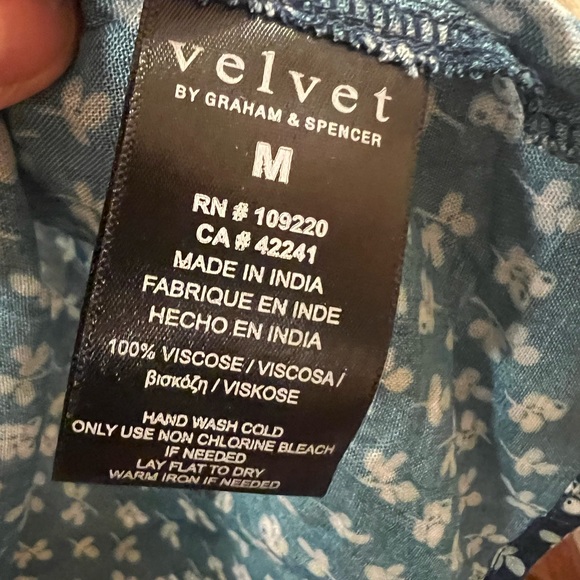 velvet
BY GRAHAM & SPENCER
M
RN # 109220
CA # 42241
MADE IN INDIA
FABRIQUE EN INDE
HECHO EN INDIA
100% VISCOSE / VISCOSA /
βισκόζη / VISKOSE
HAND WASH COLD
ONLY USE NON CHLORINE BLEACH
IF NEEDED
LAY FLAT TO DRY
WARM IRON IF NEEDED